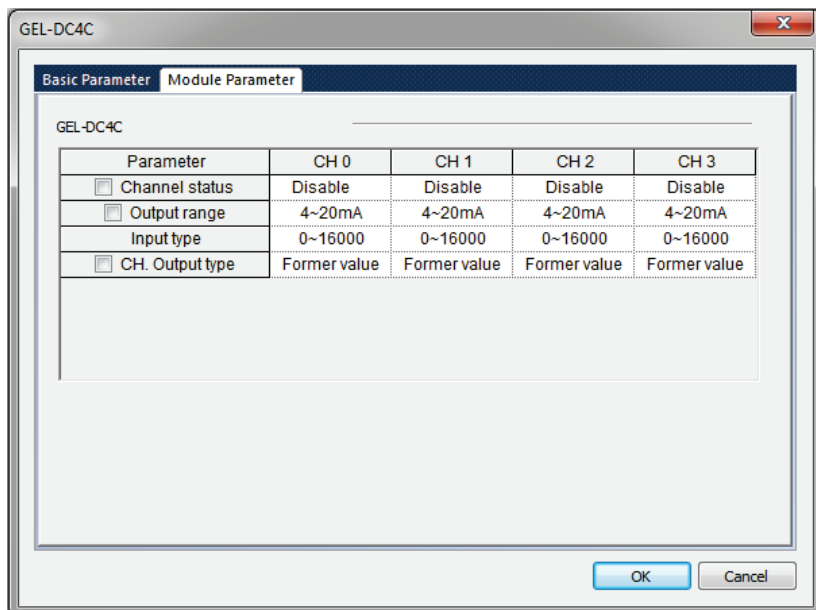 GEL-DC4C
Basic Parameter Module Parameter
GEL-DC4C
Parameter CH 0 CH 1 CH 2 CH 3
Channel status Disable Disable Disable Disable
Output range 4~20mA 4~20mA 4~20mA 4~20mA
Input type 0~16000 0~16000 0~16000 0~16000
CH. Output type Former value Former value Former value Former value
OK Cancel